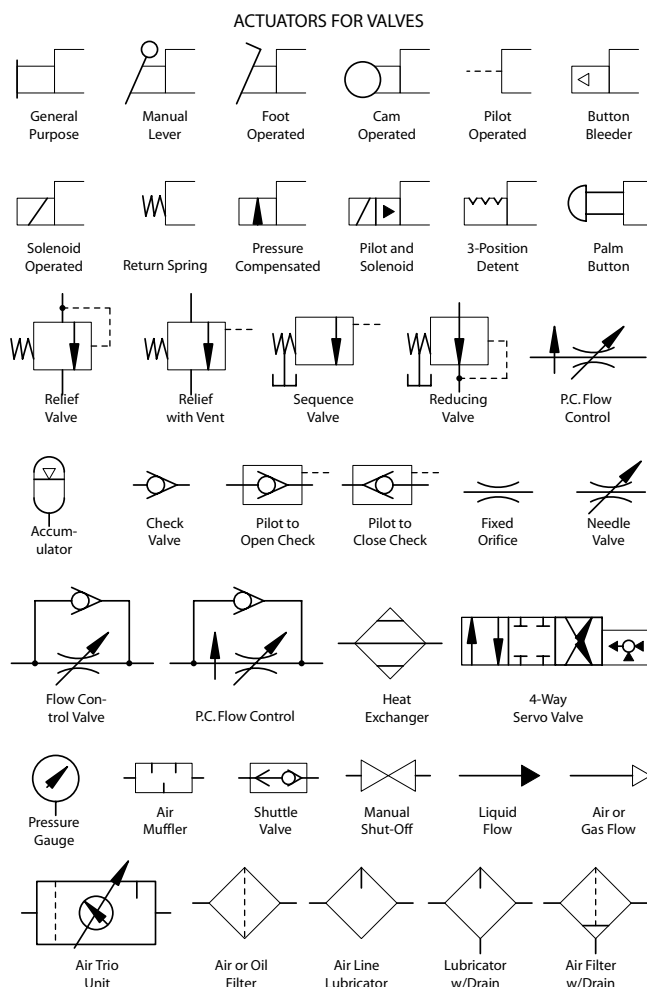 ACTUATORS FOR VALVES
General
Purpose
Manual
Lever
Foot
Operated
Cam
Operated
Pilot
Operated
Button
Bleeder
Solenoid
Operated
Return Spring
Pressure
Compensated
Pilot and
Solenoid
3-Position
Detent
Palm
Button
Relief
Valve
Relief
with Vent
Sequence
Valve
Reducing
Valve
P.C. Flow
Control
Accum-
ulator
Check
Valve
Pilot to
Open Check
Pilot to
Close Check
Fixed
Orifice
Needle
Valve
Flow Con-
trol Valve
P.C. Flow Control
Heat
Exchanger
4-Way
Servo Valve
Pressure
Gauge
Air
Muffler
Shuttle
Valve
Manual
Shut-Off
Liquid
Flow
Air or
Gas Flow
Air Trio
Unit
Air or Oil
Filter
Air Line
Lubricator
Lubricator
w/Drain
Air Filter
w/Drain